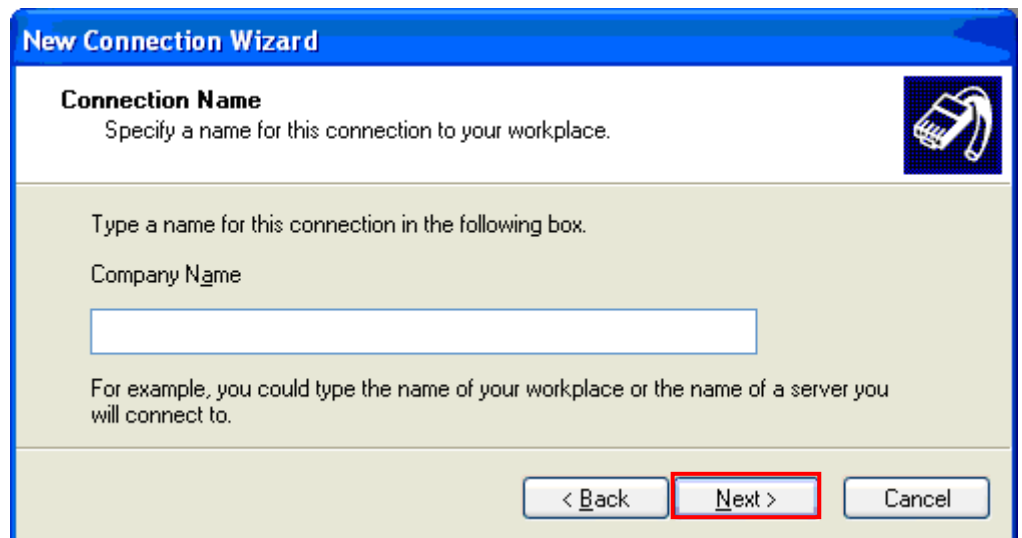 New Connection Wizard
Connection Name
Specify a name for this connection to your workplace.
Type a name for this connection in the following box.
Company Name
For example, you could type the name of your workplace or the name of a server you
will connect to.
< Back Next > Cancel